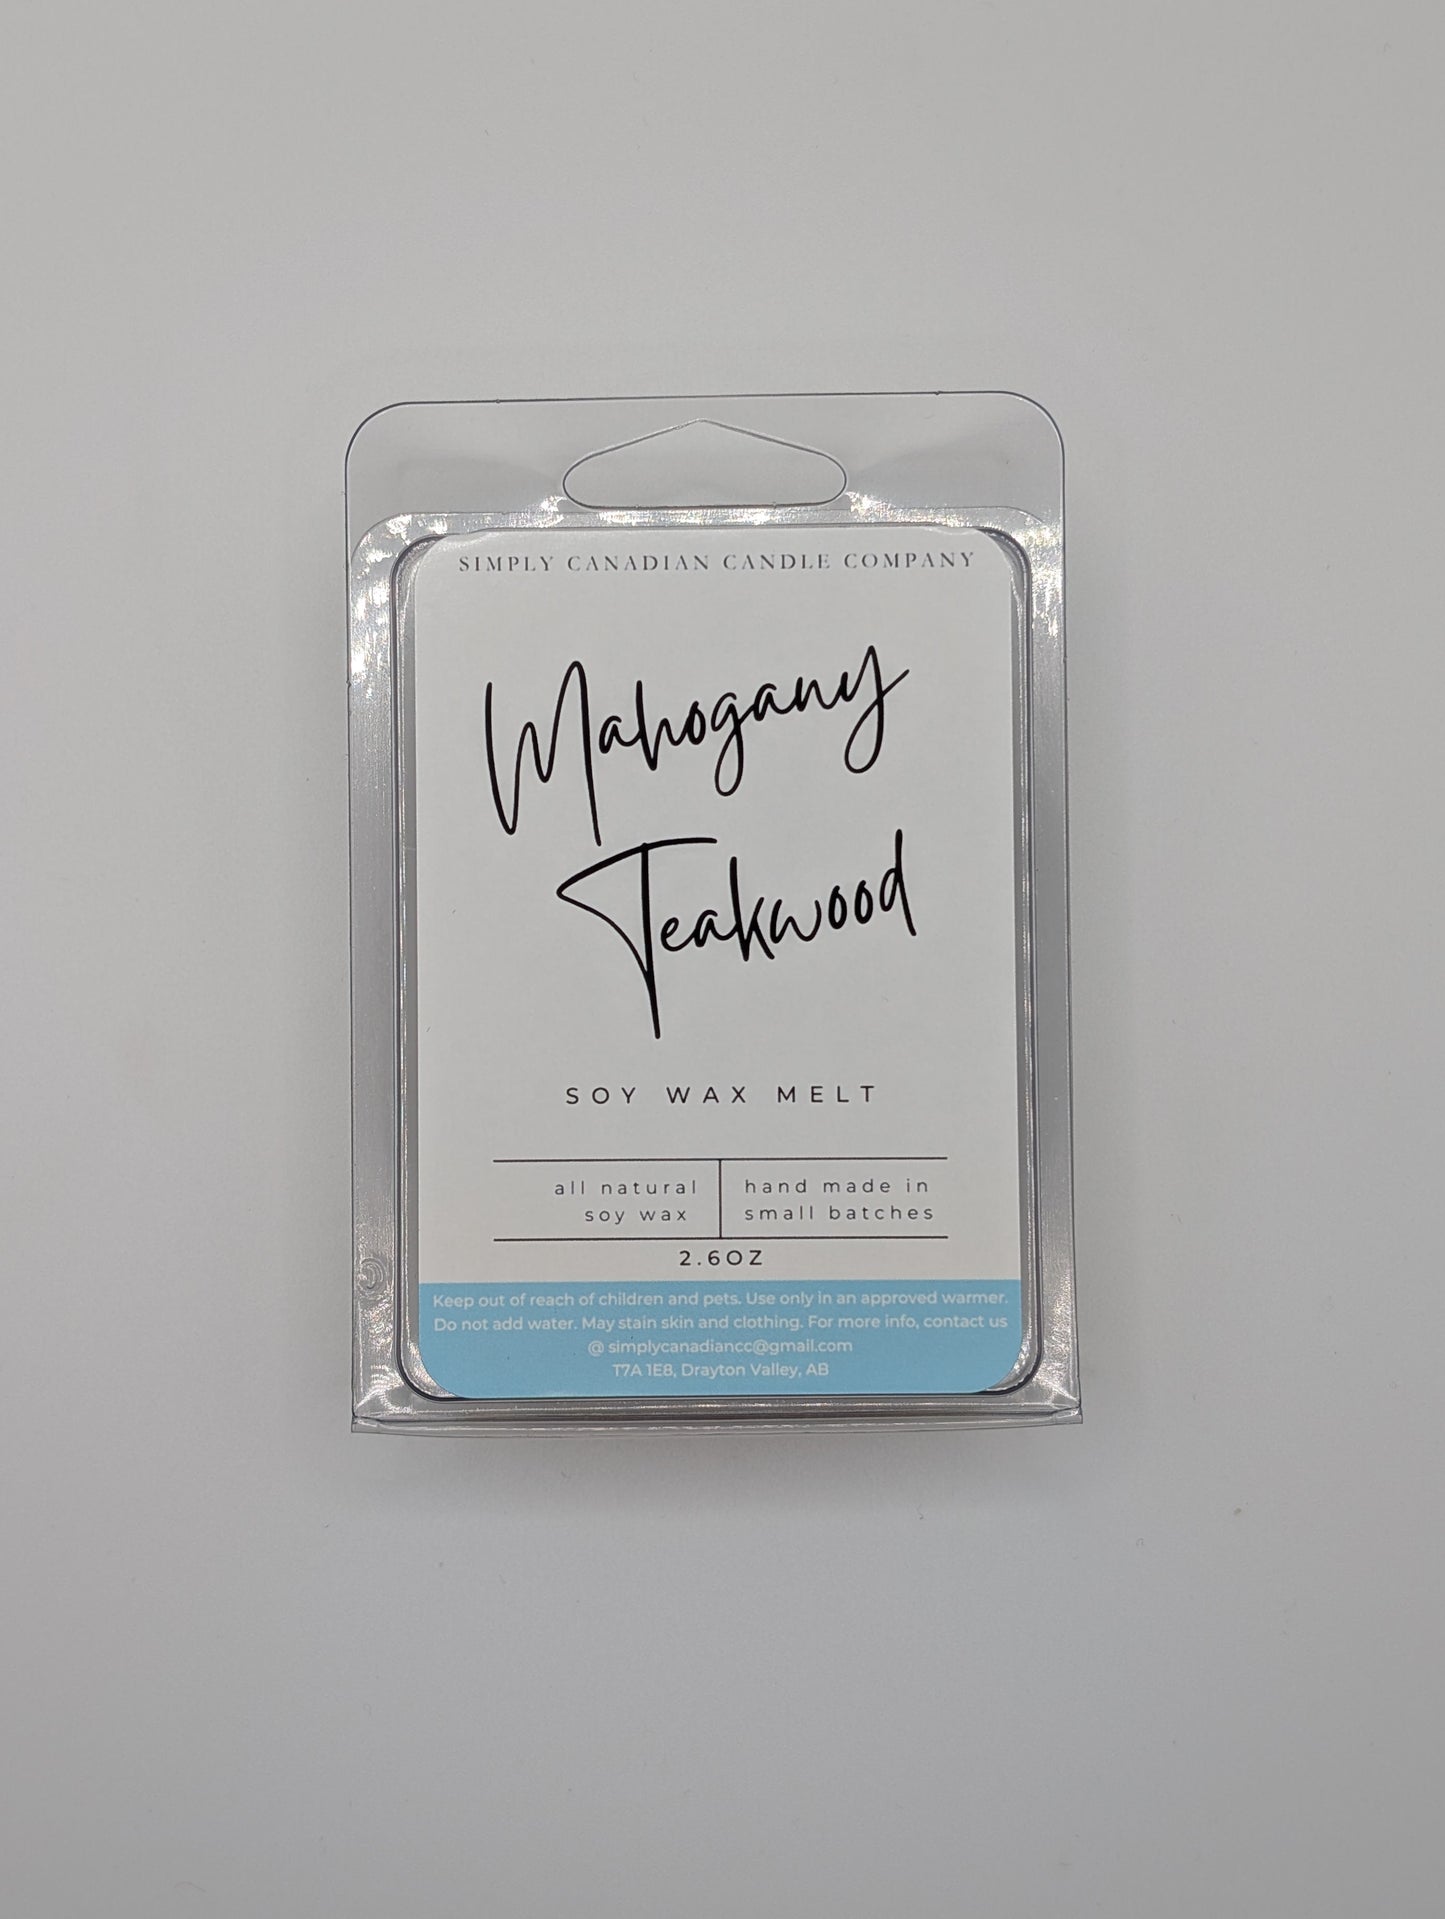 SIMPLY CANADIAN CANDLE COMPANY
Mahogany
Teakwood
SOY WAX MELT
all natural
soy wax
hand made in
small batches
2.6OZ
Keep out of reach of children and pets. Use only in an approved warmer.
Do not add water. May stain skin and clothing. For more info, contact us
@ simplycanadiancc@gmail.com
T7A 1E8, Drayton Valley, AB